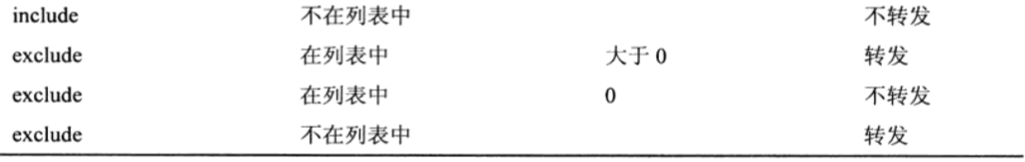 include 不在列表中 不转发
exclude 在列表中 大于 0 转发
exclude 在列表中 0 不转发
exclude 不在列表中 转发